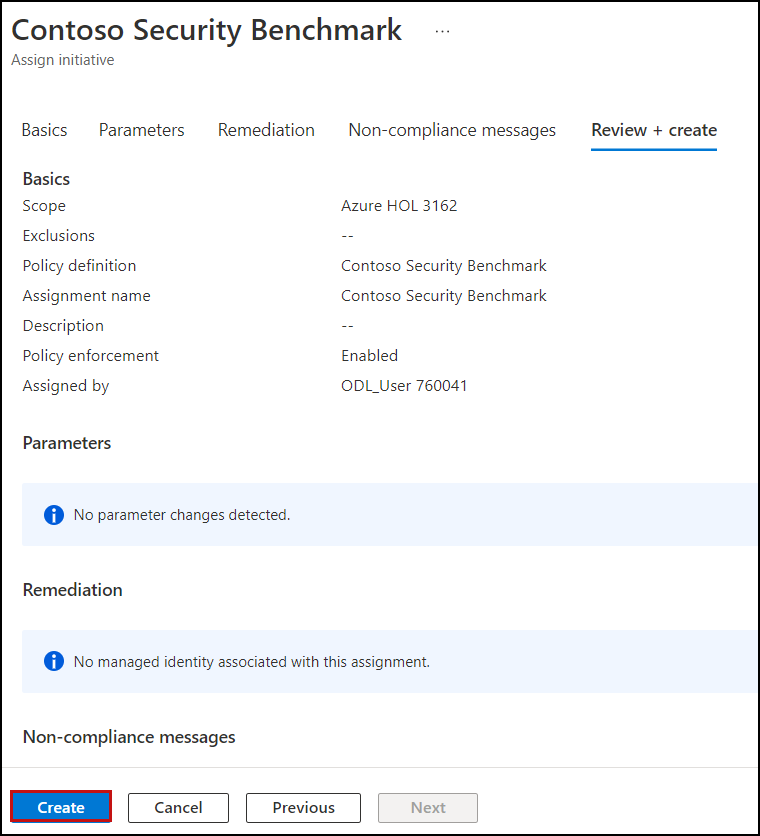 Contoso Security Benchmark ...
Assign initiative
Basics Parameters Remediation Non-compliance messages Review + create
Basics
Scope Azure HOL 3162
Exclusions --
Policy definition Contoso Security Benchmark
Assignment name Contoso Security Benchmark
Description --
Policy enforcement Enabled
Assigned by ODL_User 760041
Parameters
No parameter changes detected.
Remediation
No managed identity associated with this assignment.
Non-compliance messages
Create Cancel Previous Next